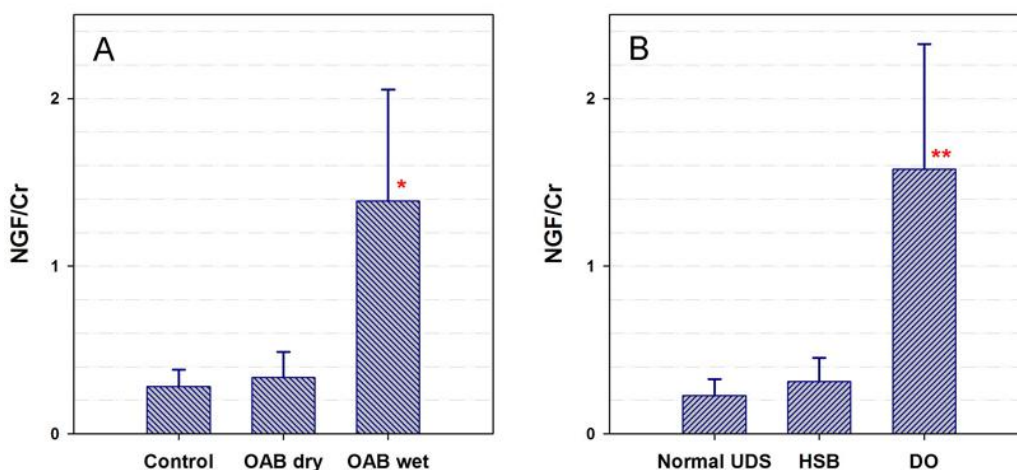 A
NGF/Cr
2
1
0
*
Control OAB dry OAB wet
B
NGF/Cr
2
1
0
**
Normal UDS HSB DO